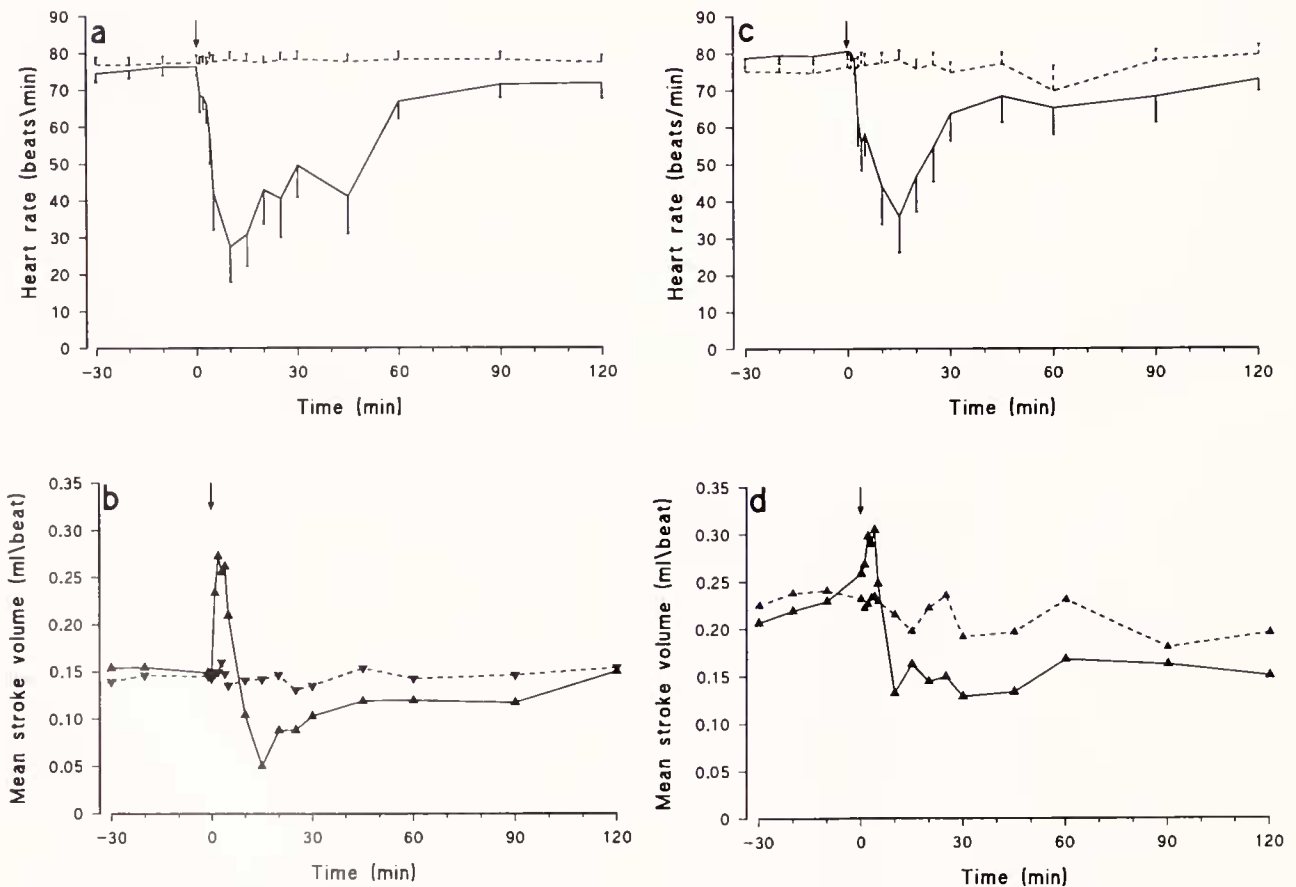 a
Heart rate (beats\min)
90
80
70
60
50
40
30
20
10
0
-30 0 30 60 90 120
Time (min)
c
Heart rate (beats/min)
90
80
70
60
50
40
30
20
10
0
-30 0 30 60 90 120
Time (min)
b
Mean stroke volume (ml\beat)
0.35
0.30
0.25
0.20
0.15
0.10
0.05
0
-30 0 30 60 90 120
Time (min)
d
Mean stroke volume (ml\beat)
0.35
0.30
0.25
0.20
0.15
0.10
0.05
0
-30 0 30 60 90 120
Time (min)